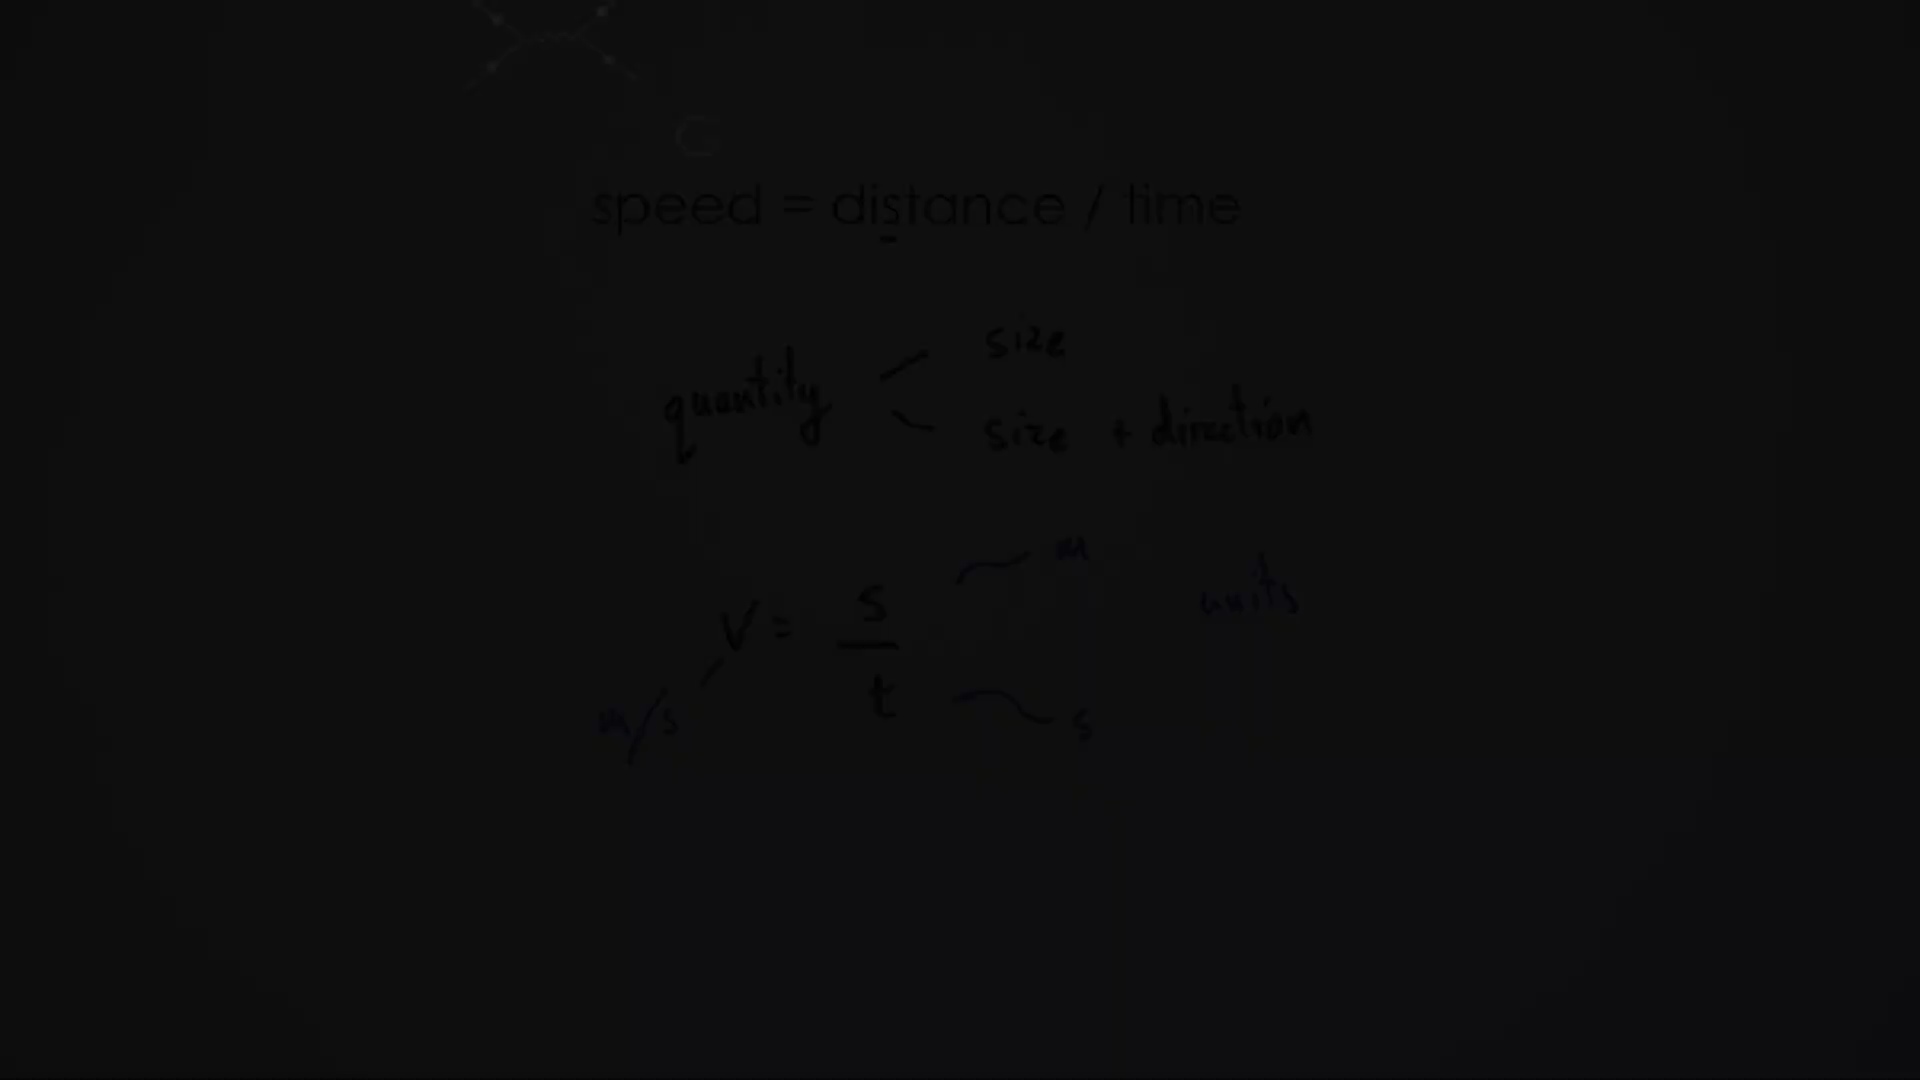 G
speed = distance / time
size
quantity
size + direction
m
units
s
V =
t
m/s
s